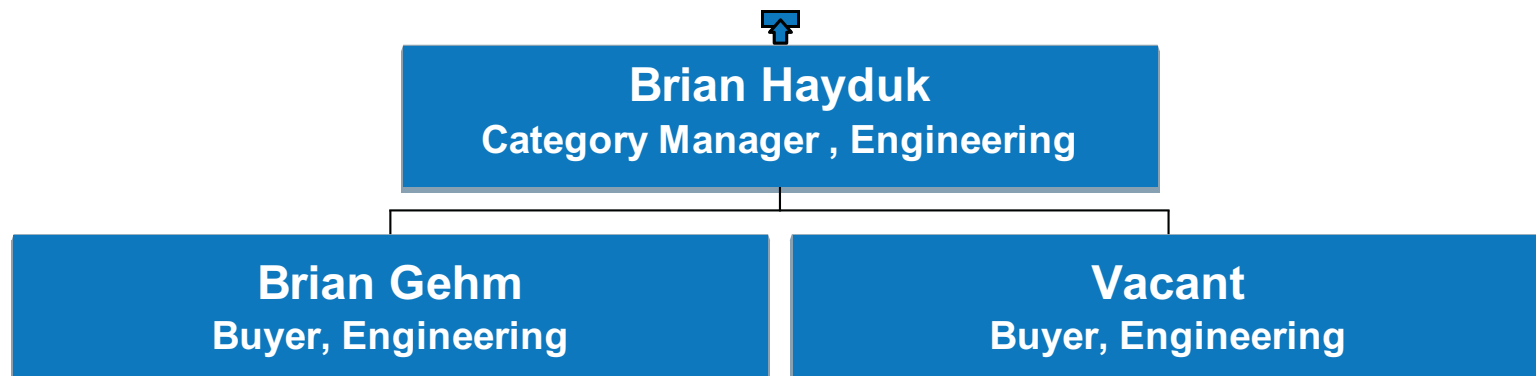 Brian Hayduk
Category Manager , Engineering
Brian Gehm
Buyer, Engineering
Vacant
Buyer, Engineering